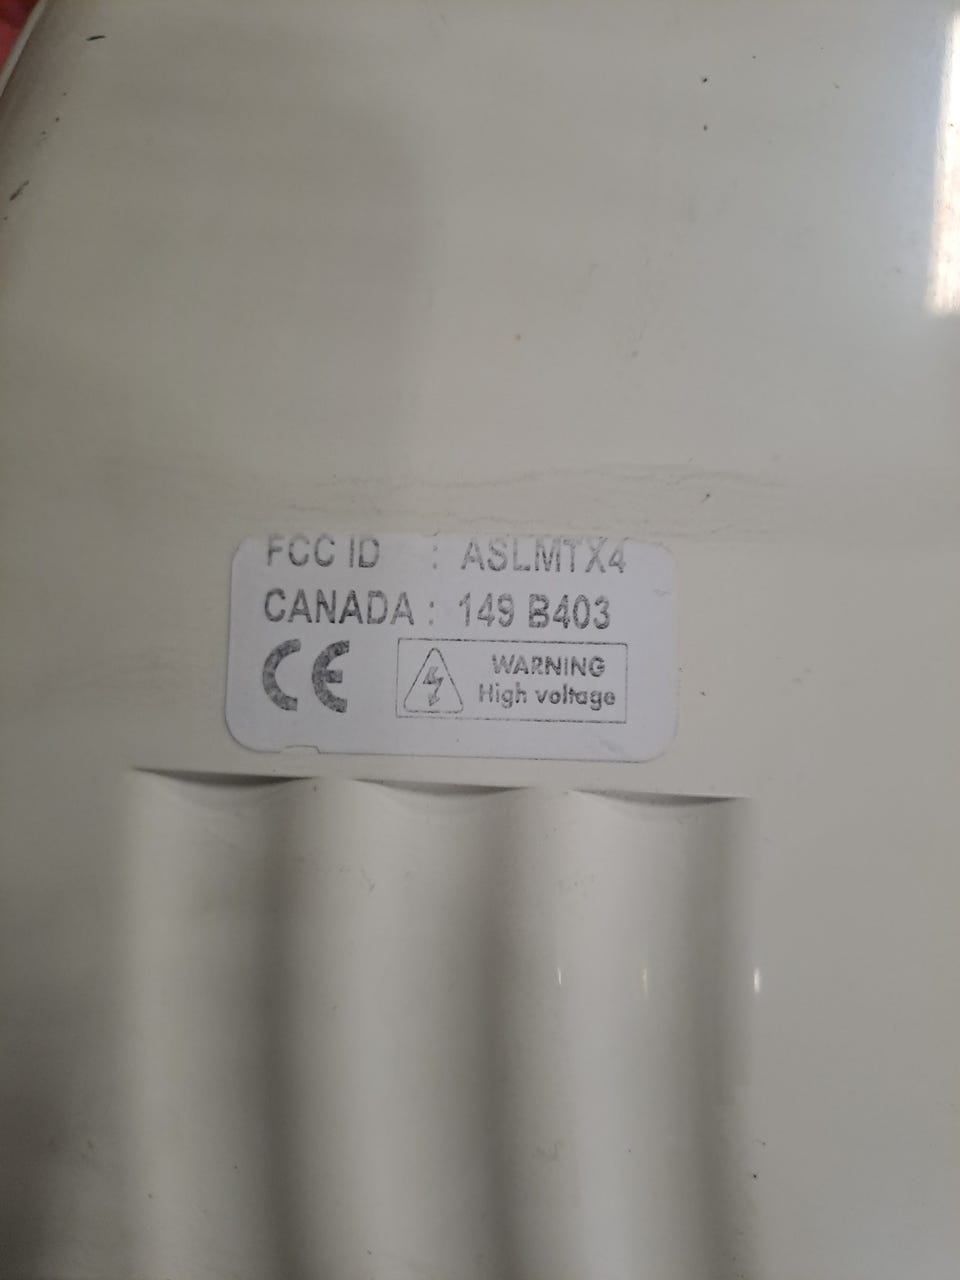 FCC ID : ASLMTX4
CANADA : 149 B403
CE
WARNING
High voltage